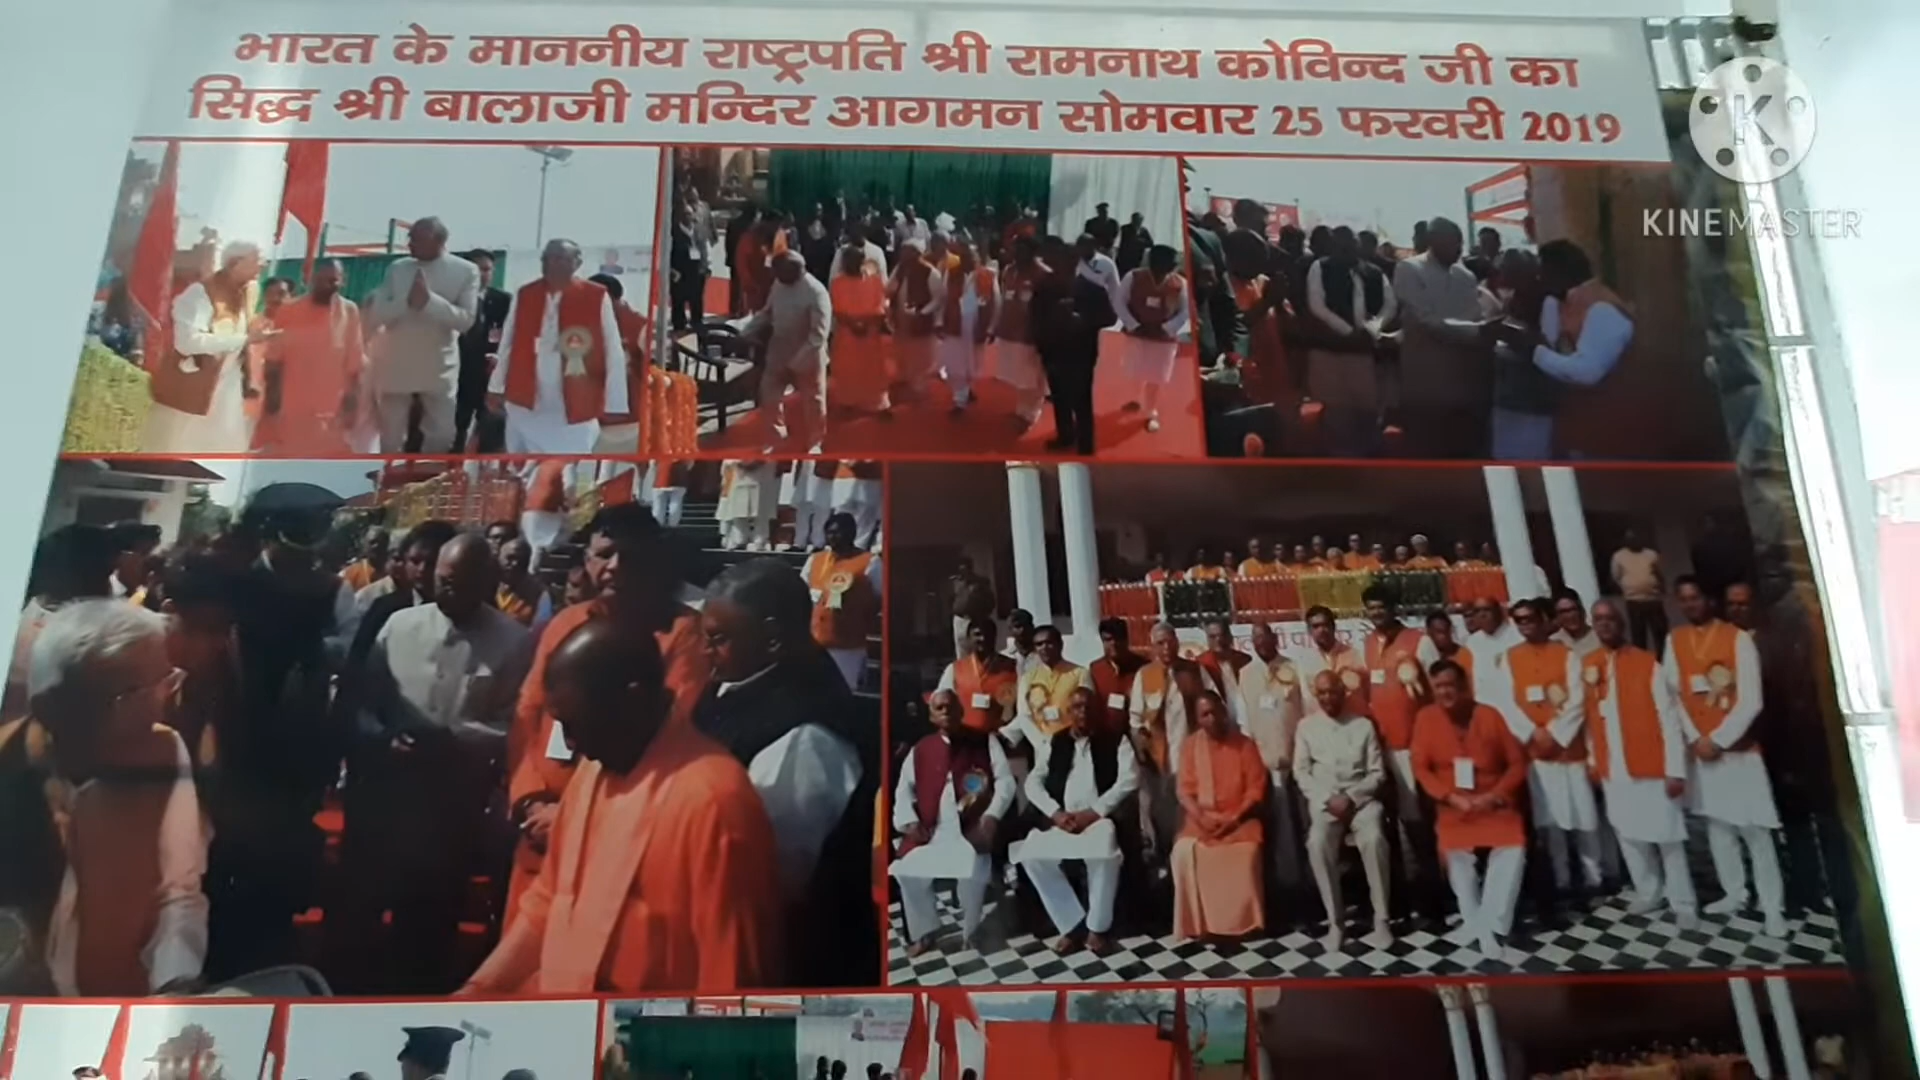 भारत के माननीय राष्ट्रपति श्री रामनाथ कोविन्द जी का
सिद्ध श्री बालाजी मन्दिर आगमन सोमवार 25 फरवरी 2019
K
KINEMASTER